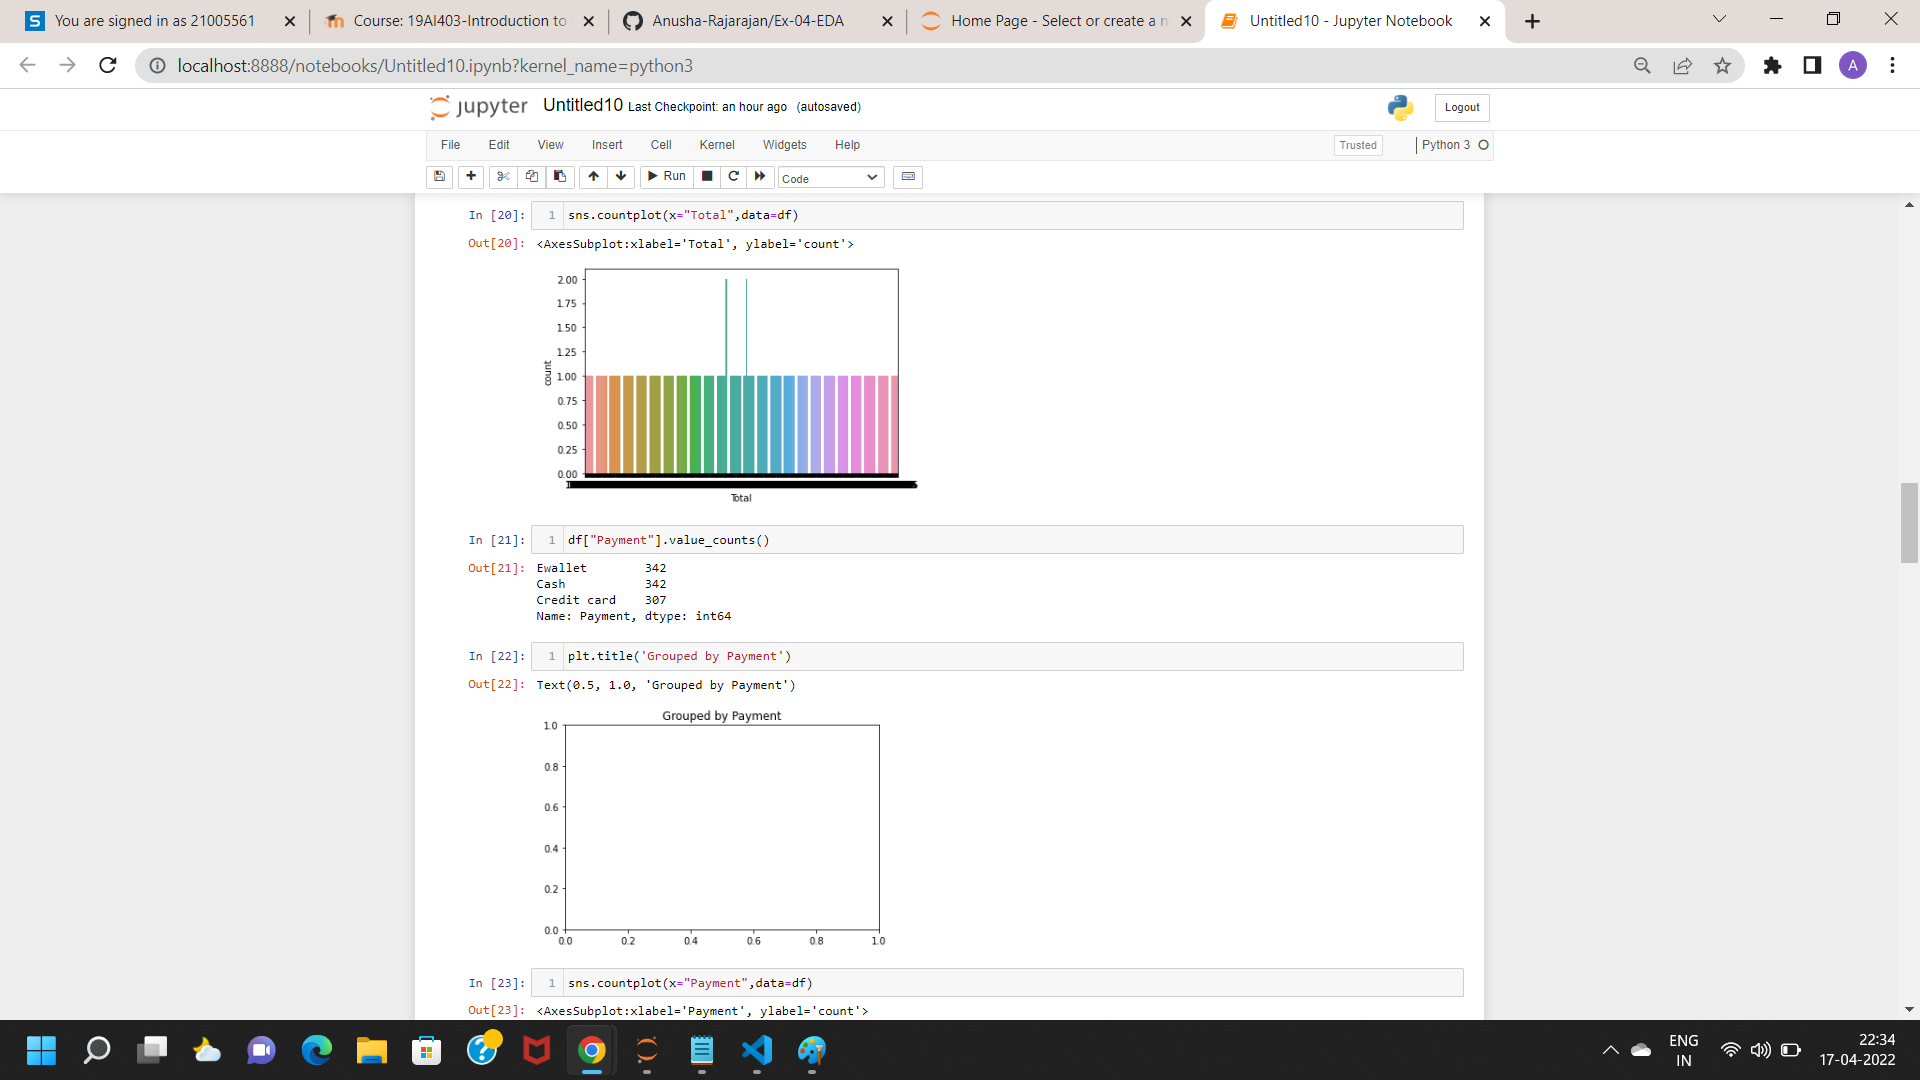 You are signed in as 21005561
Course: 19AI403-Introduction to
Anusha-Rajarajan/Ex-04-EDA
Home Page - Select or create a n
Untitled10 - Jupyter Notebook
localhost:8888/notebooks/Untitled10.ipynb?kernel_name=python3
A
jupyter Untitled10 Last Checkpoint: an hour ago (autosaved)
Logout
File Edit View Insert Cell Kernel Widgets Help
Trusted
Python 3
Run
Code
In [20]: 1 sns.countplot(x="Total",data=df)
Out[20]: <AxesSubplot:xlabel='Total', ylabel='count'>
2.00
1.75
1.50
1.25
1.00
0.75
0.50
0.25
0.00
count
Total
In [21]: 1 df["Payment"].value_counts()
Out[21]: Ewallet 342
Cash 342
Credit card 307
Name: Payment, dtype: int64
In [22]: 1 plt.title('Grouped by Payment')
Out[22]: Text(0.5, 1.0, 'Grouped by Payment')
Grouped by Payment
1.0
0.8
0.6
0.4
0.2
0.0
0.0 0.2 0.4 0.6 0.8 1.0
In [23]: 1 sns.countplot(x="Payment",data=df)
Out[23]: <AxesSubplot:xlabel='Payment', ylabel='count'>
ENG
IN
22:34
17-04-2022